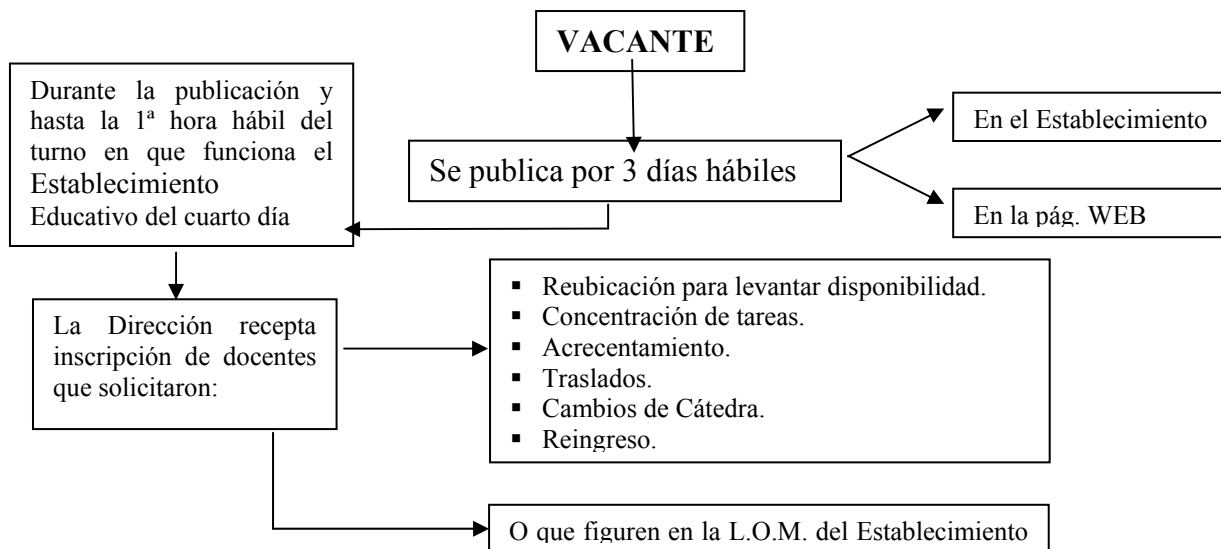 VACANTE
Durante la publicación y
hasta la 1ª hora hábil del
turno en que funciona el
Establecimiento
Educativo del cuarto día
Se publica por 3 días hábiles
En el Establecimiento
En la pág. WEB
La Dirección recepta
inscripción de docentes
que solicitaron:
▪ Reubicación para levantar disponibilidad.
▪ Concentración de tareas.
▪ Acrecentamiento.
▪ Traslados.
▪ Cambios de Cátedra.
▪ Reingreso.
O que figuren en la L.O.M. del Establecimiento